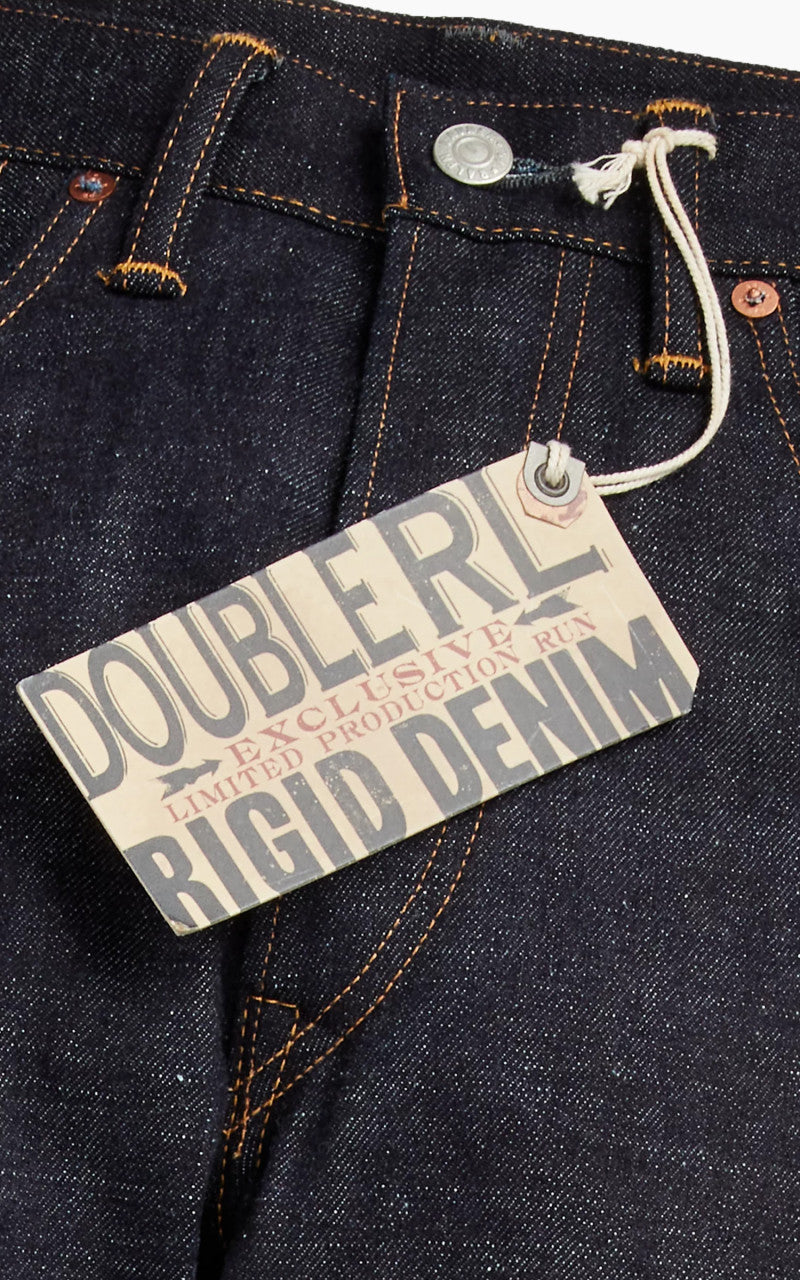 DOUBLE RL
EXCLUSIVE
LIMITED PRODUCTION RUN
RIGID DENIM